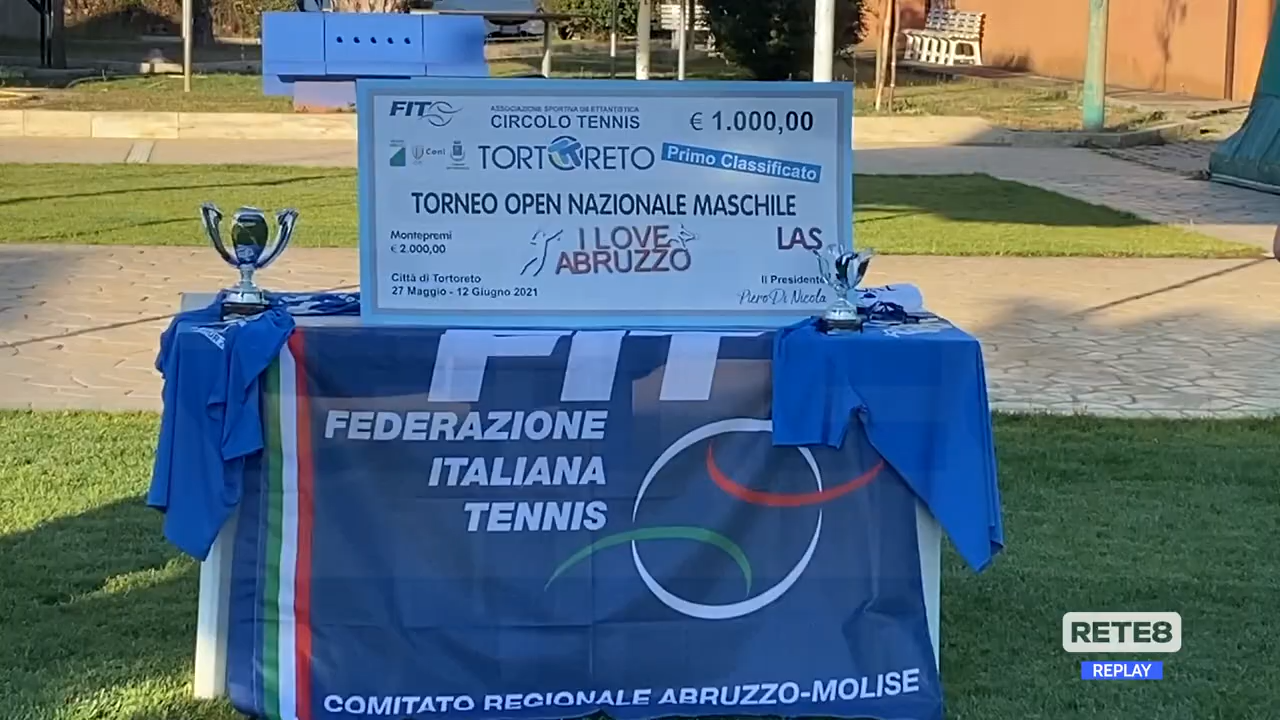 FIT
ASSOCIAZIONE SPORTIVA DILETTANTISTICA
CIRCOLO TENNIS
€ 1.000,00
Coni
TORTORETO
Primo Classificato
TORNEO OPEN NAZIONALE MASCHILE
Montepremi
€ 2.000,00
I LOVE
ABRUZZO
LAS
Città di Tortoreto
27 Maggio - 12 Giugno 2021
Il Presidente
Piero Di Nicola
FIT
FEDERAZIONE
ITALIANA
TENNIS
COMITATO REGIONALE ABRUZZO-MOLISE
RETE8
REPLAY